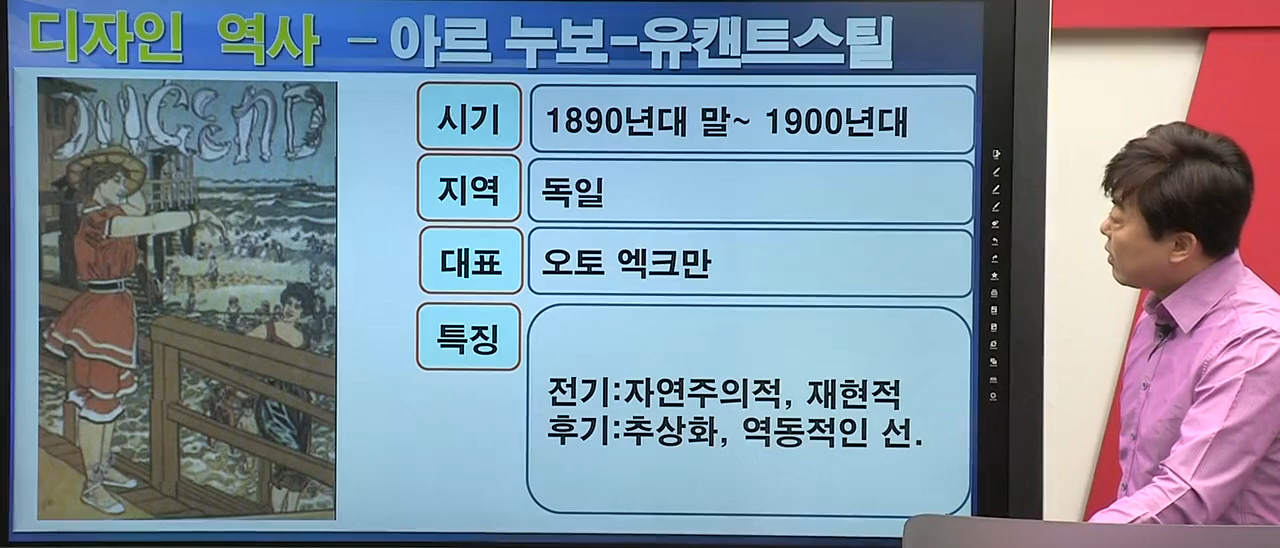 디자인 역사 - 아르 누보-유캔트스틸
JUGEND
시기
1890년대 말~ 1900년대
지역
독일
대표
오토 엑크만
특징
전기:자연주의적, 재현적
후기:추상화, 역동적인 선.